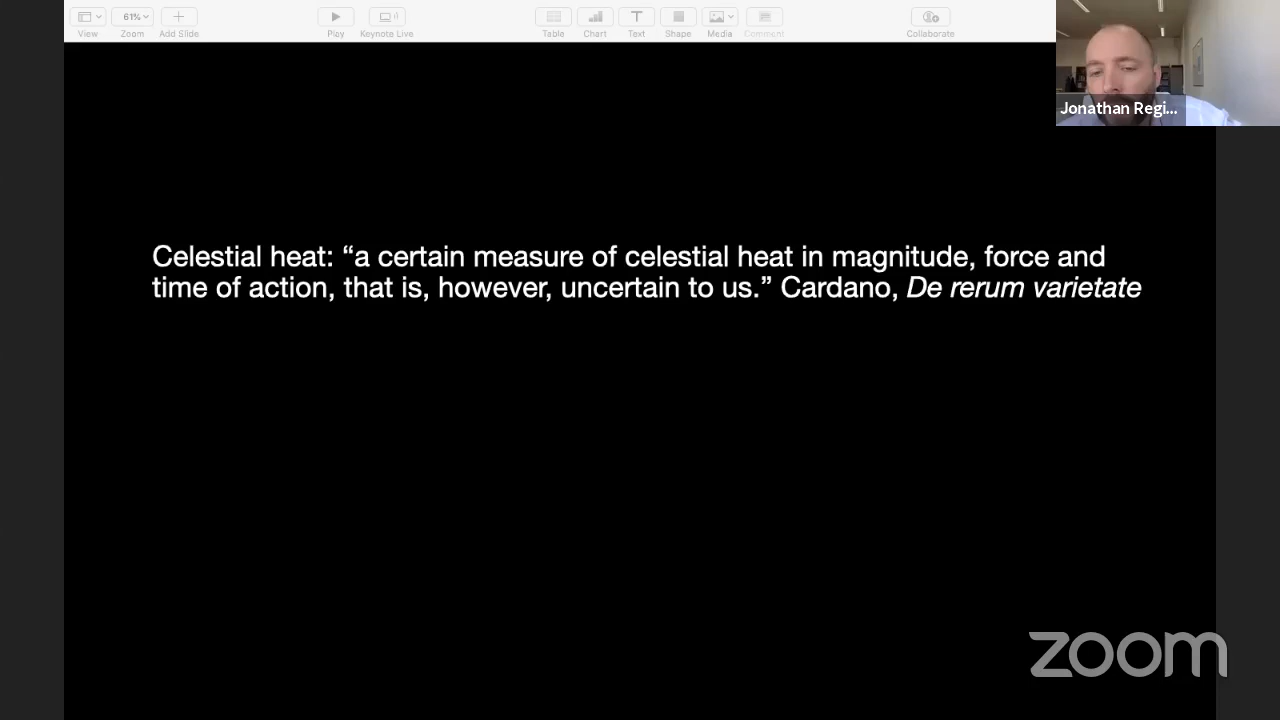 61%
View
Zoom
Add Slide
Play
Keynote Live
Table
Chart
Text
Shape
Media
Comment
Collaborate
Jonathan Regi...
Celestial heat: “a certain measure of celestial heat in magnitude, force and
time of action, that is, however, uncertain to us.” Cardano, De rerum varietate
zoom